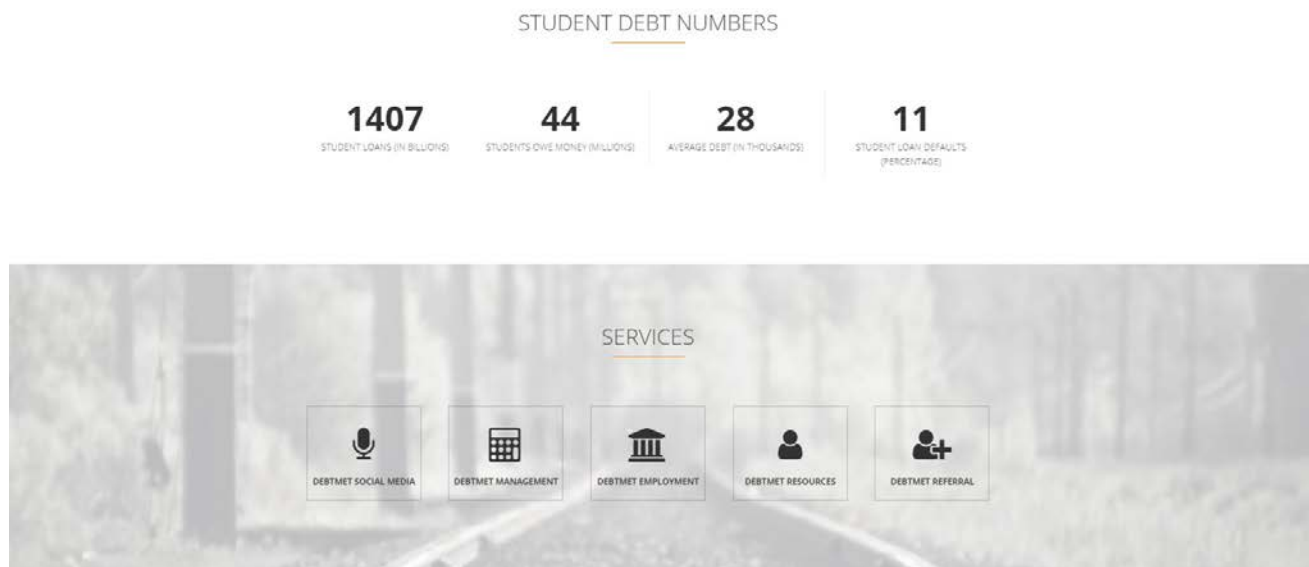 STUDENT DEBT NUMBERS
1407
STUDENT LOANS (IN BILLIONS)
44
STUDENTS OWE MONEY (MILLIONS)
28
AVERAGE DEBT (IN THOUSANDS)
11
STUDENT LOAN DEFAULTS
(PERCENTAGE)
SERVICES
DEBTMET SOCIAL MEDIA
DEBTMET MANAGEMENT
DEBTMET EMPLOYMENT
DEBTMET RESOURCES
DEBTMET REFERRAL